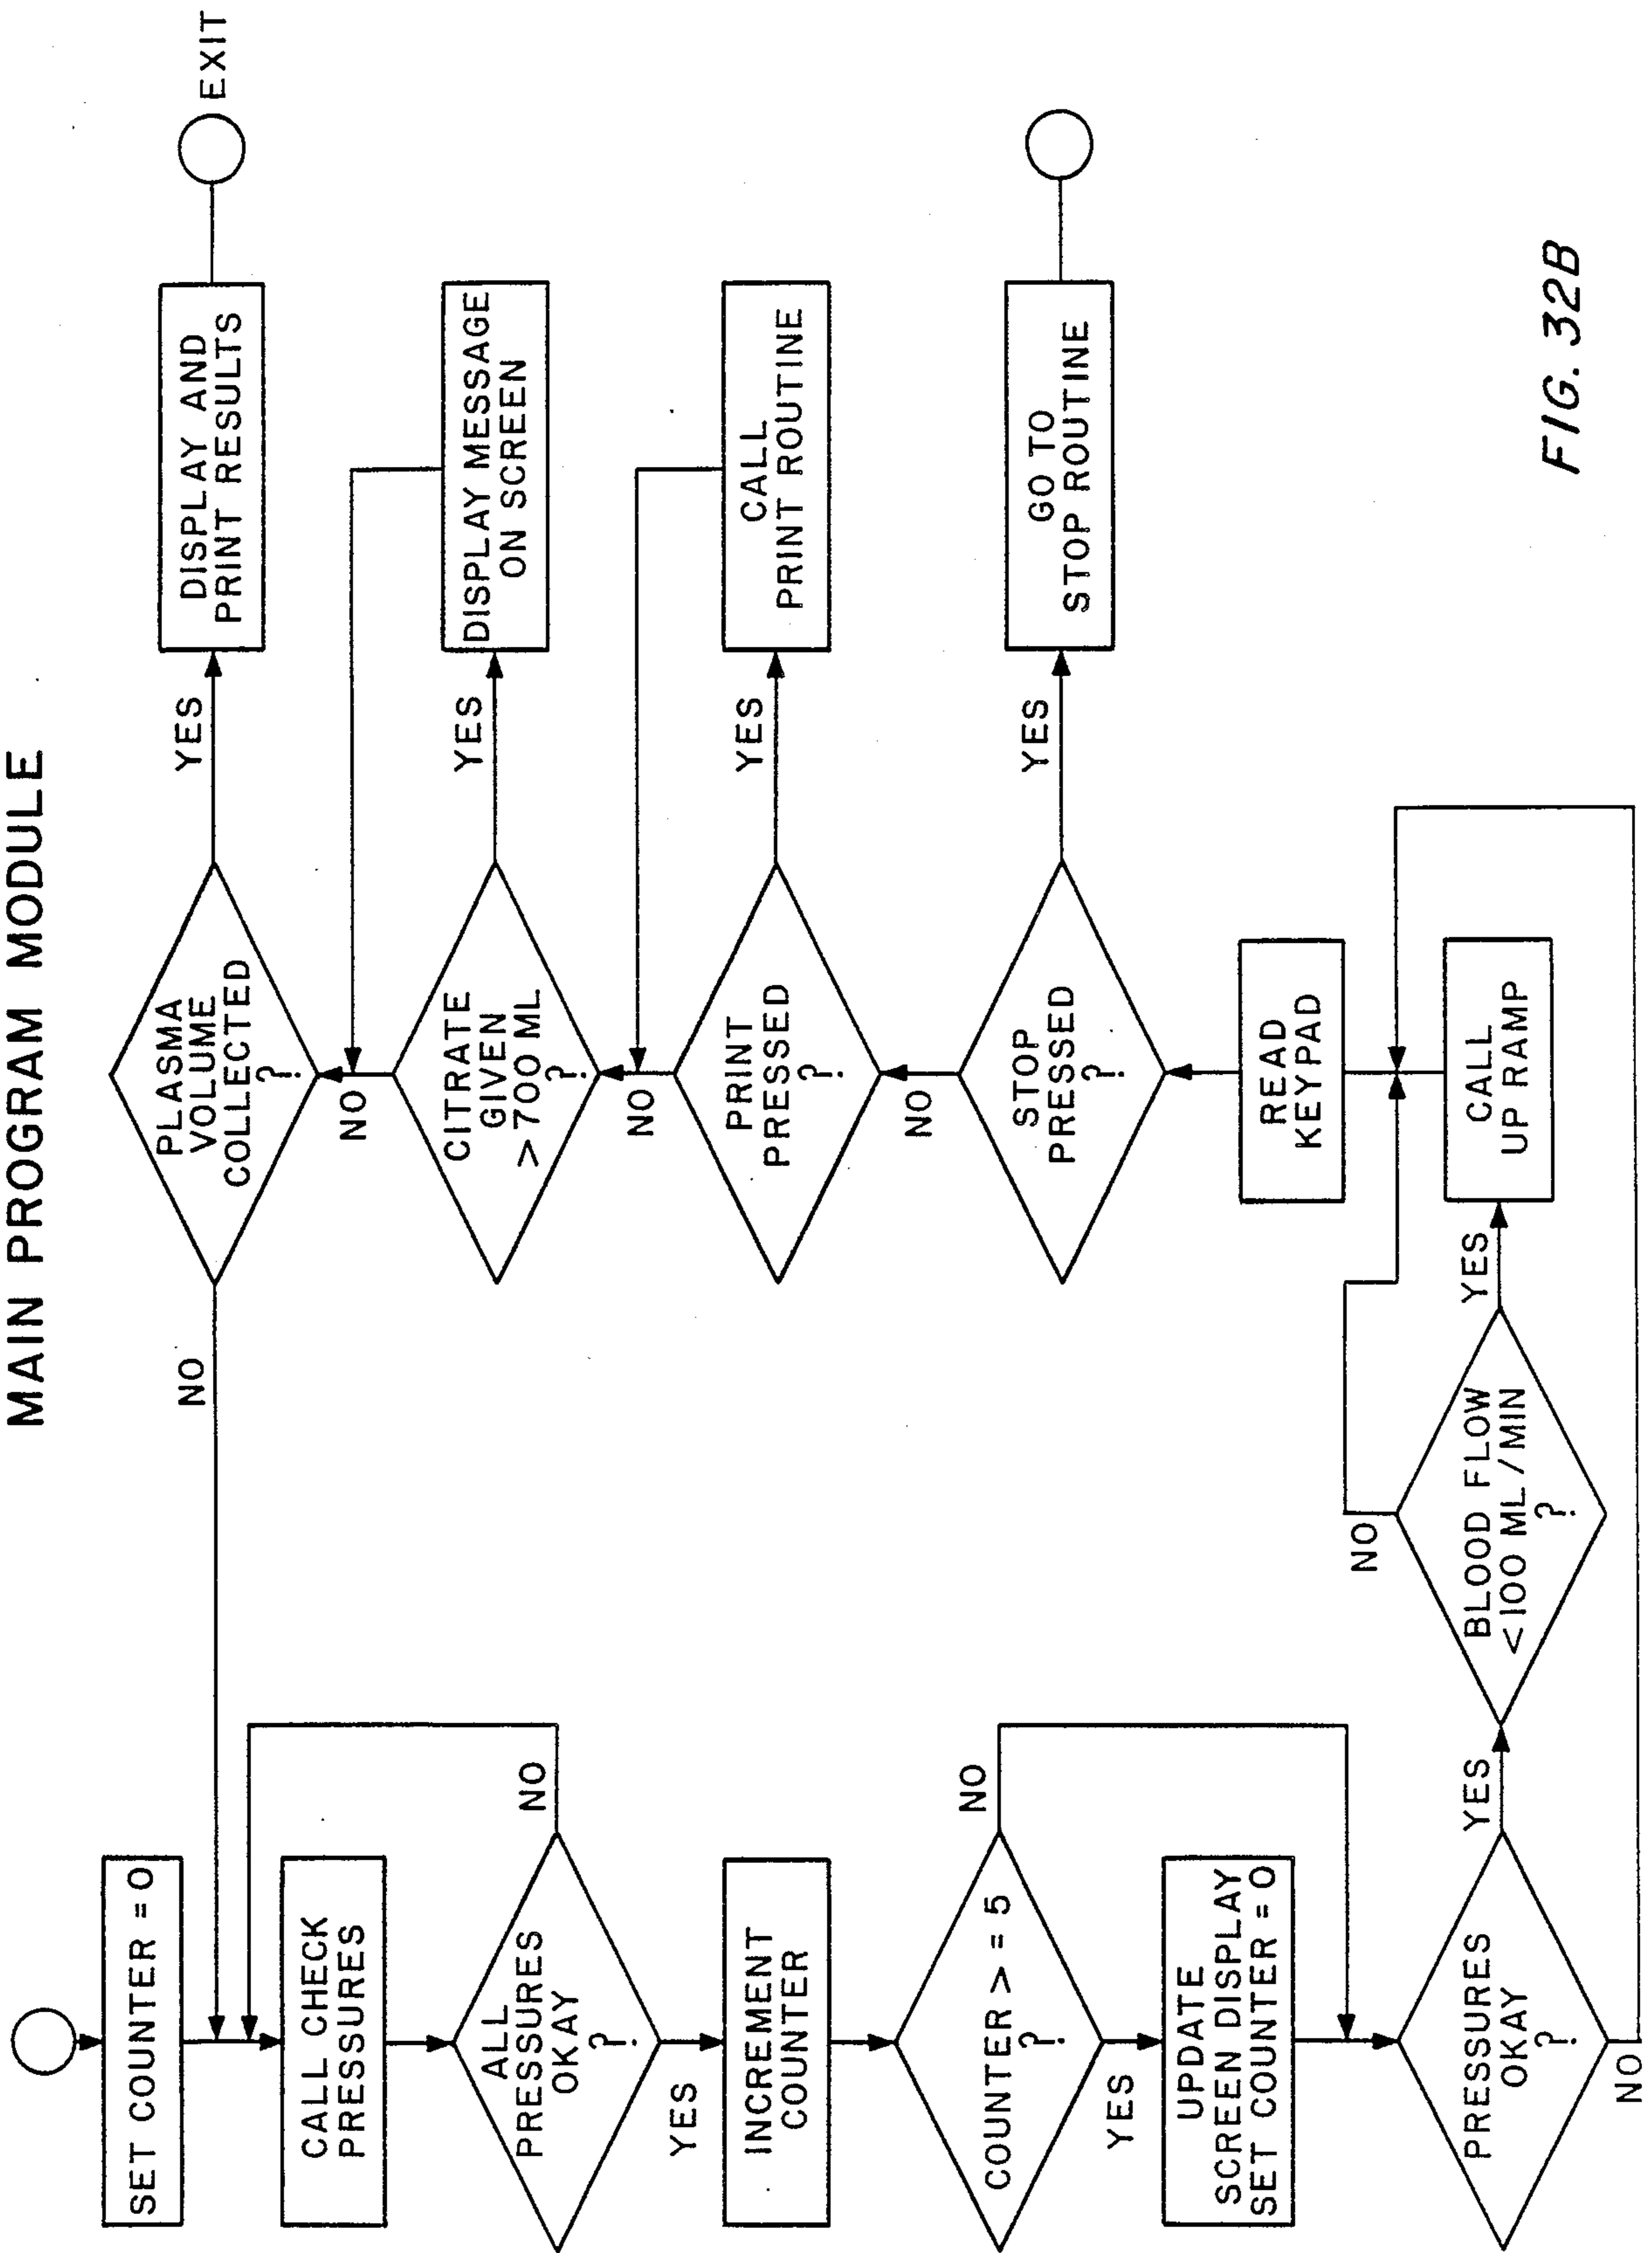 MAIN PROGRAM MODULE
SET COUNTER = 0
CALL CHECK
PRESSURES
ALL
PRESSURES
OKAY
?
NO
YES
INCREMENT
COUNTER
COUNTER > = 5
?
NO
YES
UPDATE
SCREEN DISPLAY
SET COUNTER = 0
PRESSURES
OKAY
?
NO
YES
BLOOD FLOW
<100 ML/MIN
?
NO
YES
CALL
UP RAMP
READ
KEYPAD
STOP
PRESSED
?
YES
GO TO
STOP ROUTINE
NO
PRINT
PRESSED
?
YES
CALL
PRINT ROUTINE
NO
CITRATE
GIVEN
>700 ML
?
YES
DISPLAY MESSAGE
ON SCREEN
NO
PLASMA
VOLUME
COLLECTED
?
NO
YES
DISPLAY AND
PRINT RESULTS
EXIT
FIG. 32B